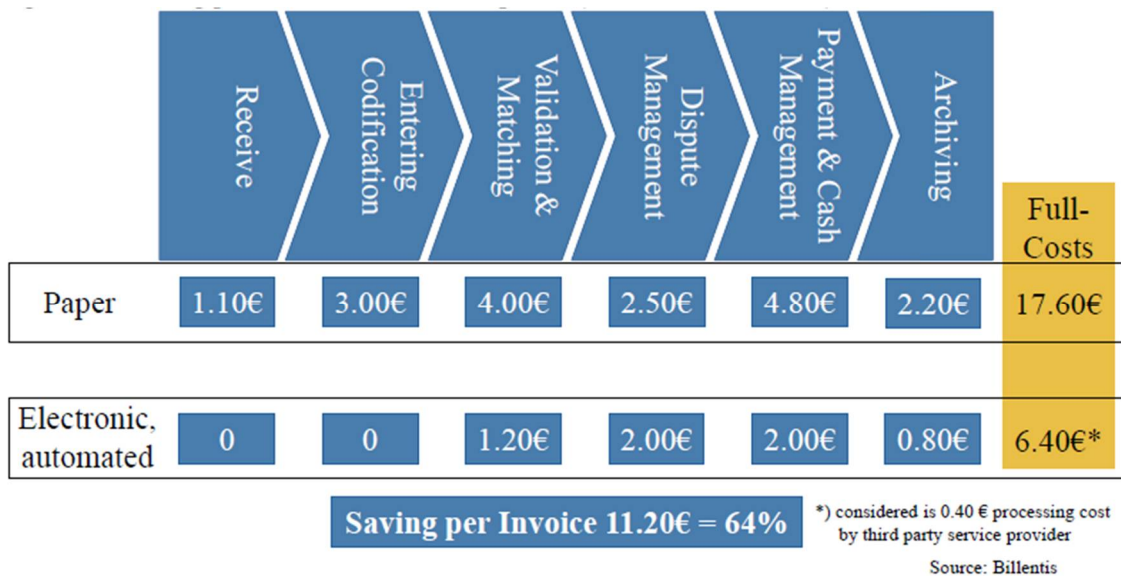 Receive
Entering
Codification
Validation &
Matching
Dispute
Management
Payment & Cash
Management
Archiving
Full-
Costs
Paper
1.10€
3.00€
4.00€
2.50€
4.80€
2.20€
17.60€
Electronic,
automated
0
0
1.20€
2.00€
2.00€
0.80€
6.40€*
Saving per Invoice 11.20€ = 64%
*) considered is 0.40 € processing cost
by third party service provider
Source: Billentis